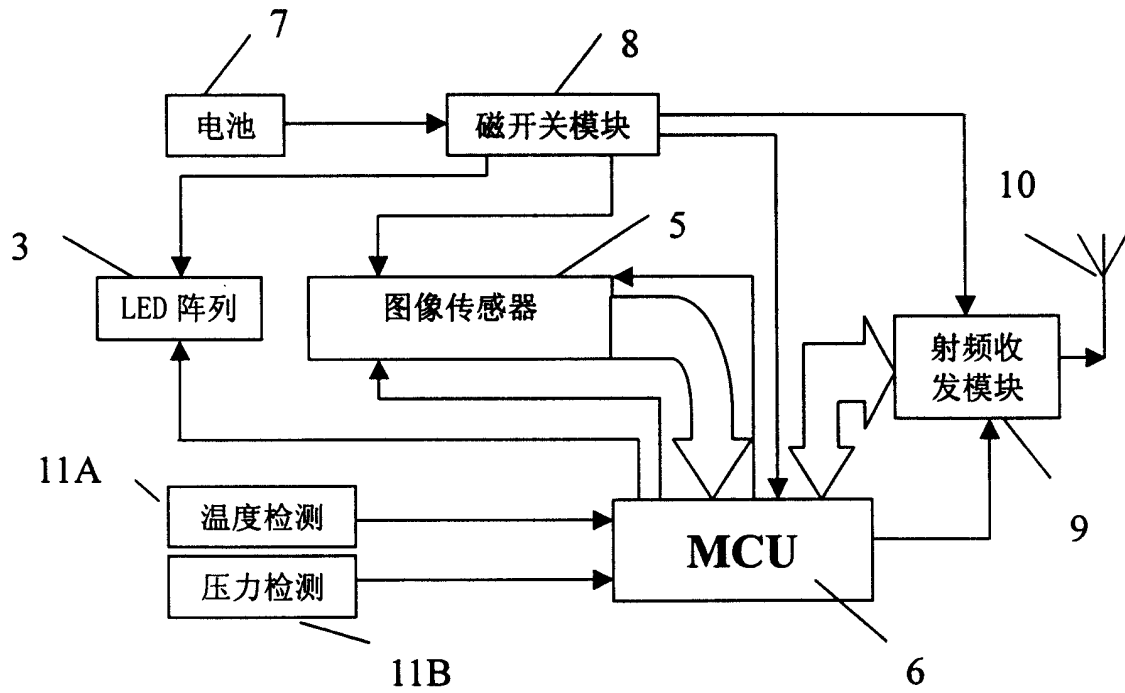 7
8
电池
磁开关模块
10
3
5
LED 阵列
图像传感器
射频收
发模块
11A
温度检测
MCU
9
压力检测
11B
6